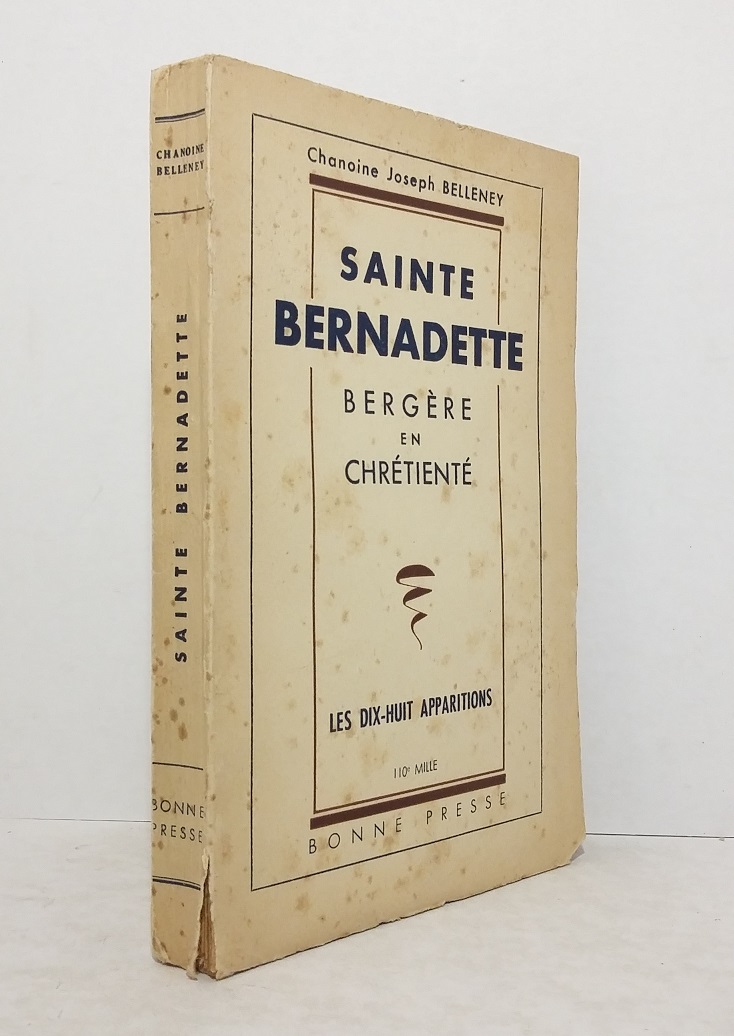 CHANOINE
BELLENEY
SAINTE BERNADETTE
BONNE
PRESSE
Chanoine Joseph BELLENEY
SAINTE
BERNADETTE
BERGÈRE
EN
CHRÉTIENTÉ
LES DIX-HUIT APPARITIONS
110e MILLE
BONNE PRESSE